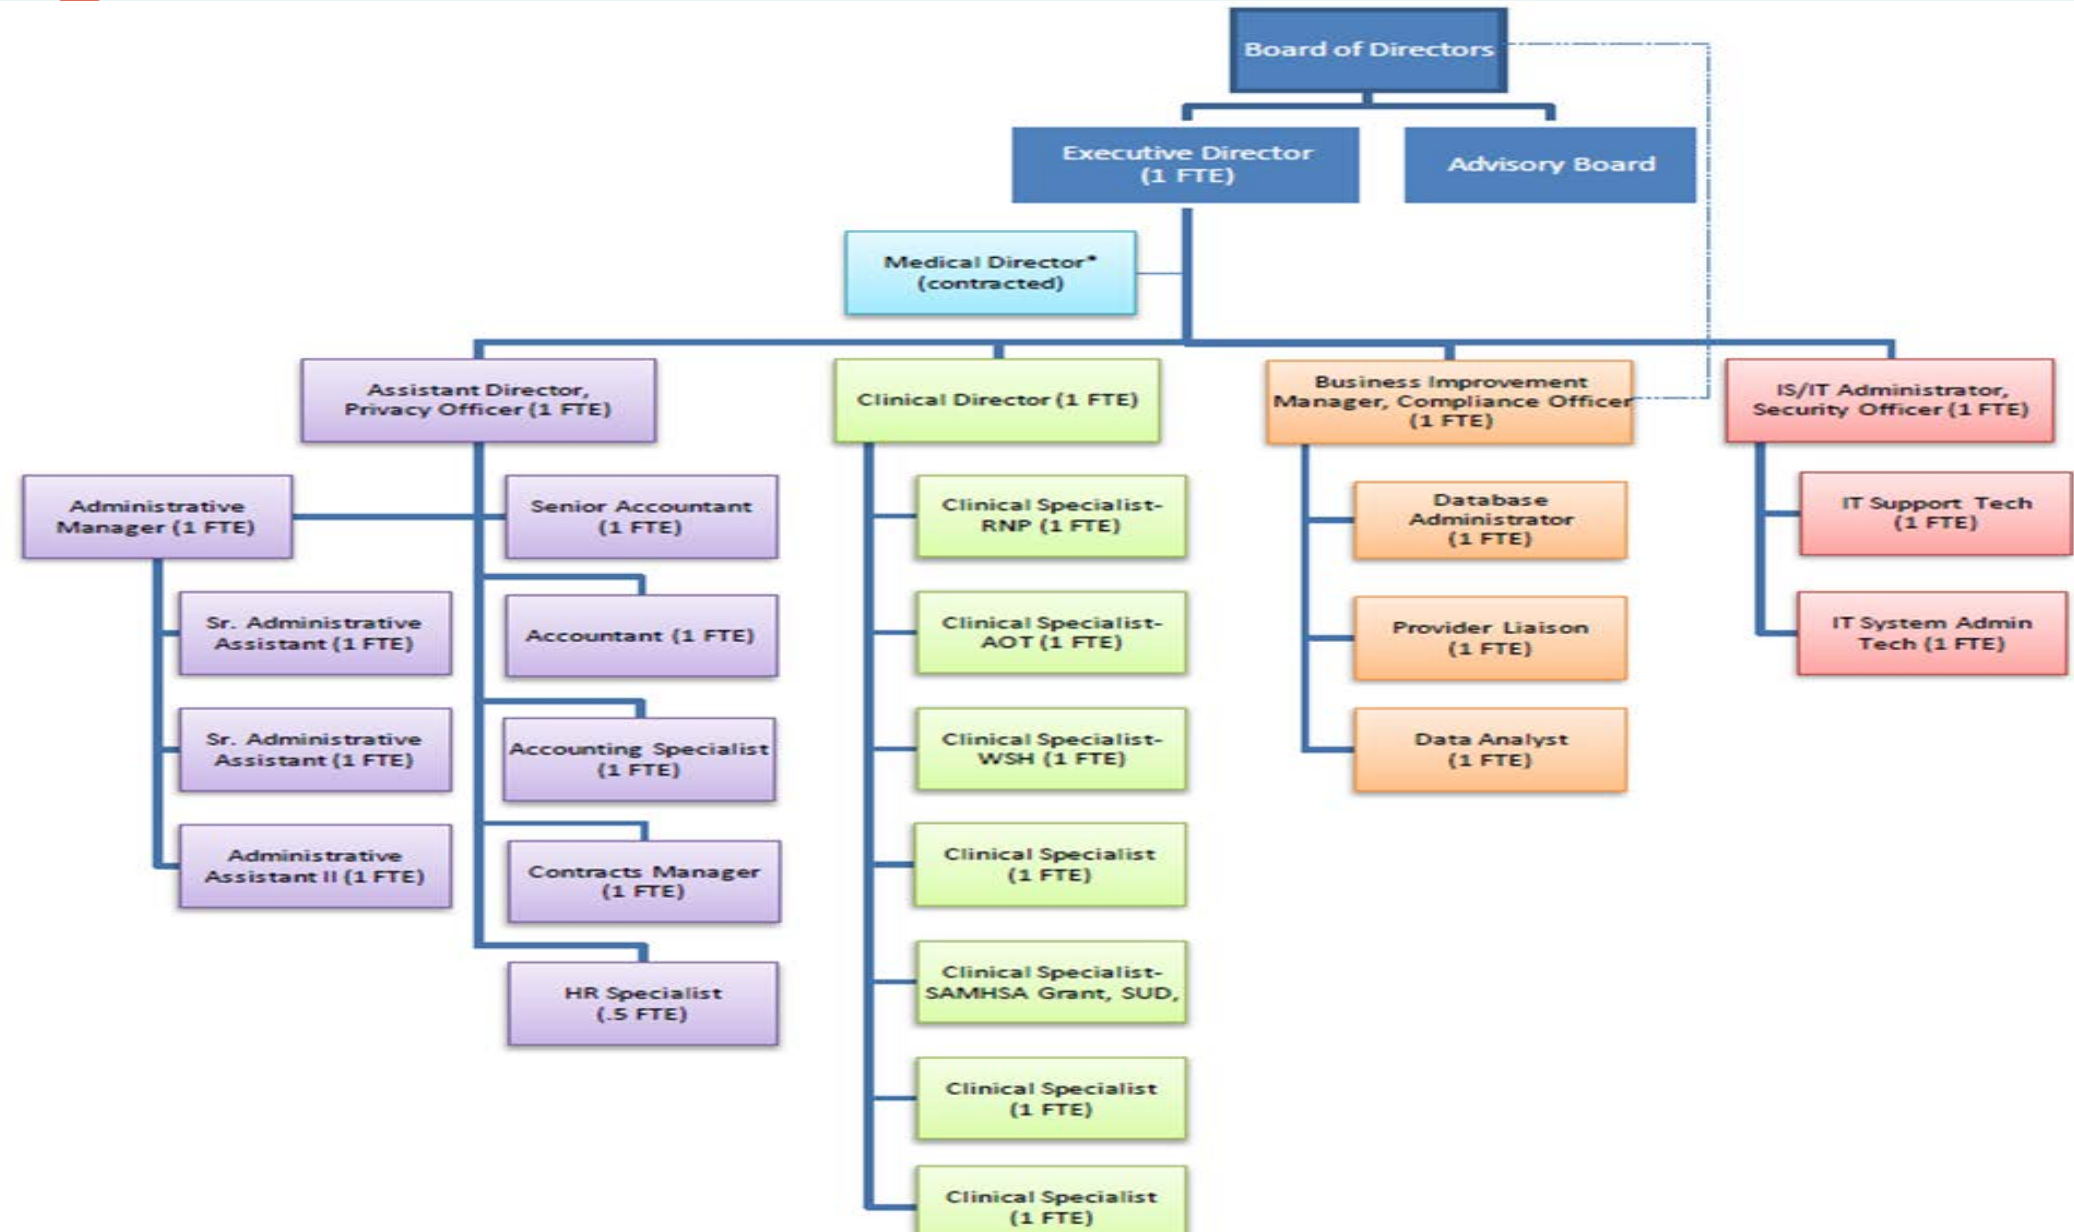 Board of Directors
Executive Director
(1 FTE)
Advisory Board
Medical Director*
(contracted)
Assistant Director,
Privacy Officer (1 FTE)
Clinical Director (1 FTE)
Business Improvement
Manager, Compliance Officer
(1 FTE)
IS/IT Administrator,
Security Officer (1 FTE)
Administrative
Manager (1 FTE)
Sr. Administrative
Assistant (1 FTE)
Sr. Administrative
Assistant (1 FTE)
Administrative
Assistant II (1 FTE)
Senior Accountant
(1 FTE)
Accountant (1 FTE)
Accounting Specialist
(1 FTE)
Contracts Manager
(1 FTE)
HR Specialist
(.5 FTE)
Clinical Specialist-
RNP (1 FTE)
Clinical Specialist-
AOT (1 FTE)
Clinical Specialist-
WSH (1 FTE)
Clinical Specialist
(1 FTE)
Clinical Specialist-
SAMHSA Grant, SUD,
Clinical Specialist
(1 FTE)
Clinical Specialist
(1 FTE)
Database
Administrator
(1 FTE)
Provider Liaison
(1 FTE)
Data Analyst
(1 FTE)
IT Support Tech
(1 FTE)
IT System Admin
Tech (1 FTE)